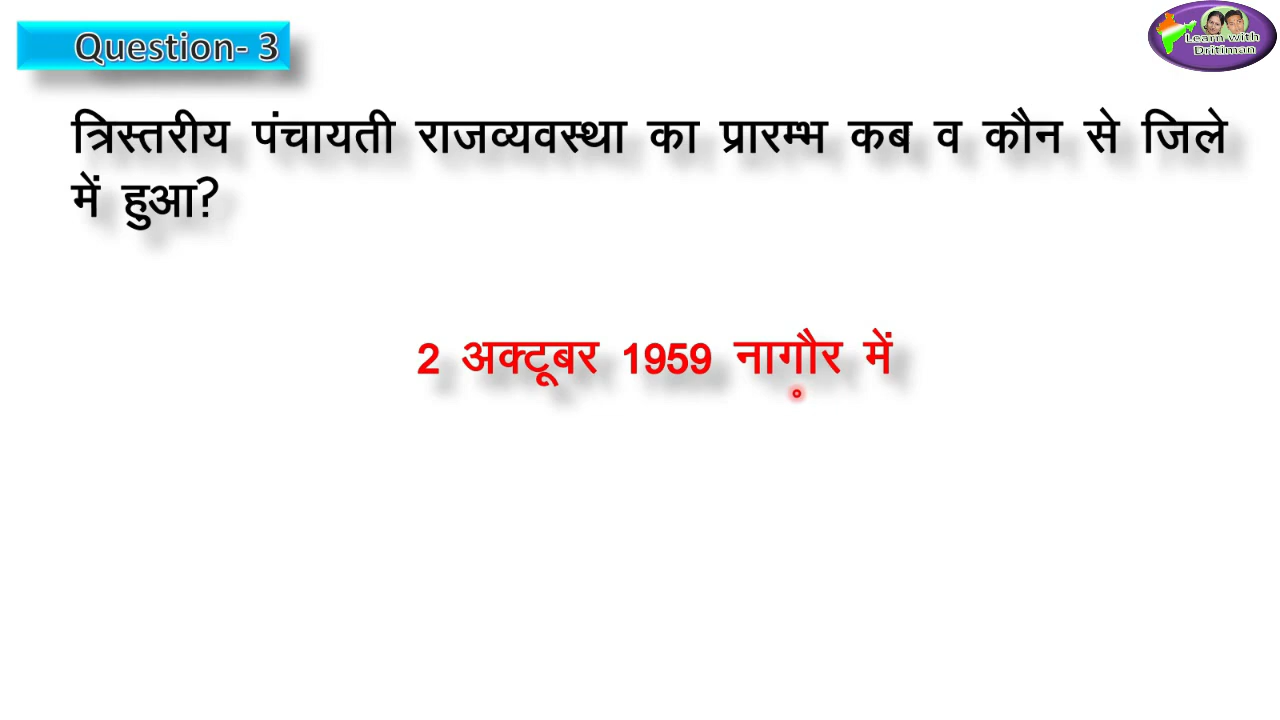 Question- 3
Learn with
Dritiman
त्रिस्तरीय पंचायती राजव्यवस्था का प्रारम्भ कब व कौन से जिले
में हुआ?
2 अक्टूबर 1959 नागौर में